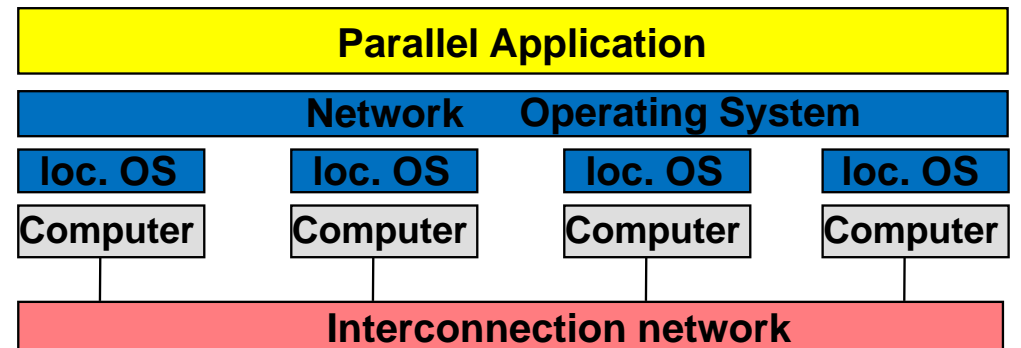 Parallel Application
Network Operating System
loc. OS loc. OS loc. OS loc. OS
Computer Computer Computer Computer
Interconnection network